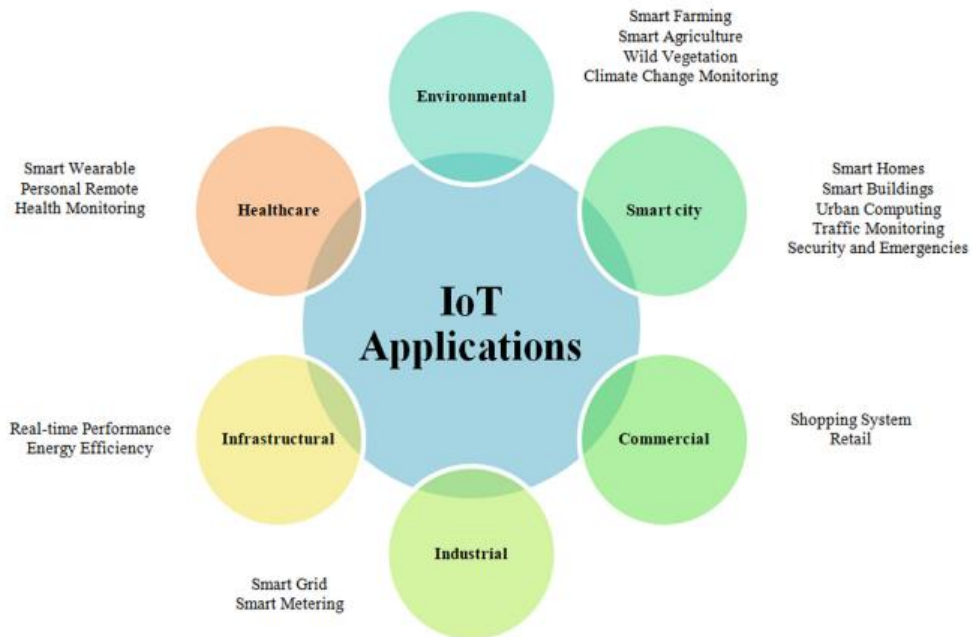 Smart Farming
Smart Agriculture
Wild Vegetation
Climate Change Monitoring
Environmental
Smart Wearable
Personal Remote
Health Monitoring
Healthcare
Smart city
Smart Homes
Smart Buildings
Urban Computing
Traffic Monitoring
Security and Emergencies
IoT
Applications
Real-time Performance
Energy Efficiency
Infrastructural
Commercial
Shopping System
Retail
Industrial
Smart Grid
Smart Metering